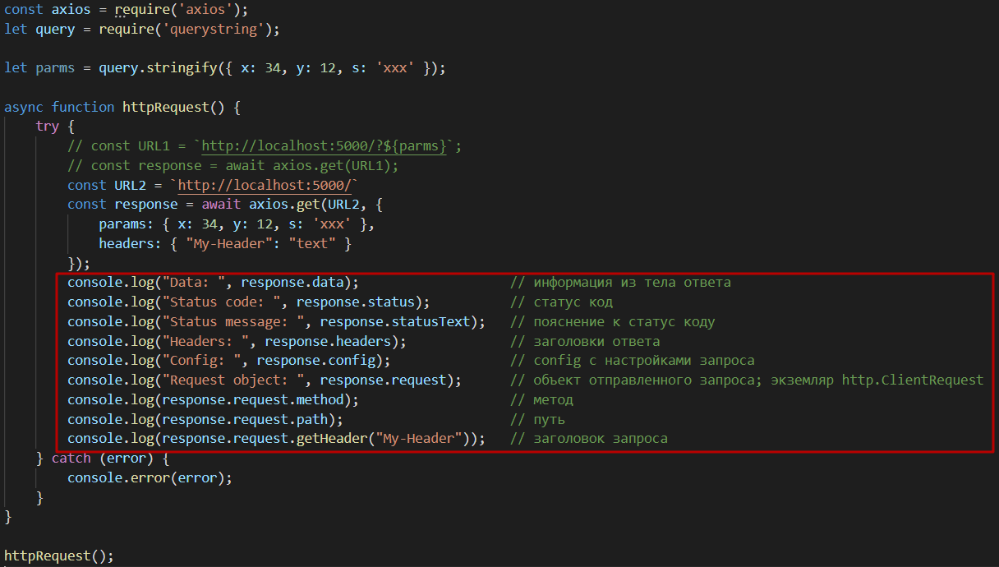 const axios = require('axios');
let query = require('querystring');
let parms = query.stringify({ x: 34, y: 12, s: 'xxx' });
async function httpRequest() {
try {
// const URL1 = `http://localhost:5000/?${parms}`;
// const response = await axios.get(URL1);
const URL2 = `http://localhost:5000/`
const response = await axios.get(URL2, {
params: { x: 34, y: 12, s: 'xxx' },
headers: { "My-Header": "text" }
});
console.log("Data: ", response.data); // информация из тела ответа
console.log("Status code: ", response.status); // статус код
console.log("Status message: ", response.statusText); // пояснение к статус коду
console.log("Headers: ", response.headers); // заголовки ответа
console.log("Config: ", response.config); // config с настройками запроса
console.log("Request object: ", response.request); // объект отправленного запроса; экземляр http.ClientRequest
console.log(response.request.method); // метод
console.log(response.request.path); // путь
console.log(response.request.getHeader("My-Header")); // заголовок запроса
} catch (error) {
console.error(error);
}
}
httpRequest();